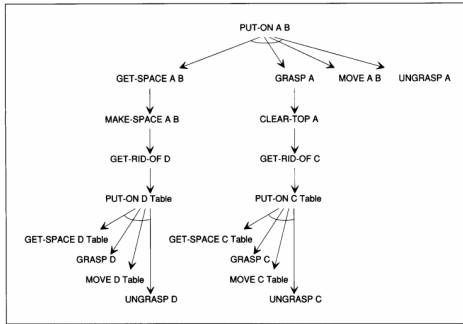 PUT-ON A B
GET-SPACE A B GRASP A MOVE A B UNGRASP A
MAKE-SPACE A B CLEAR-TOP A
GET-RID-OF D GET-RID-OF C
PUT-ON D Table PUT-ON C Table
GET-SPACE D Table GET-SPACE C Table
GRASP D GRASP C
MOVE D Table MOVE C Table
UNGRASP D UNGRASP C